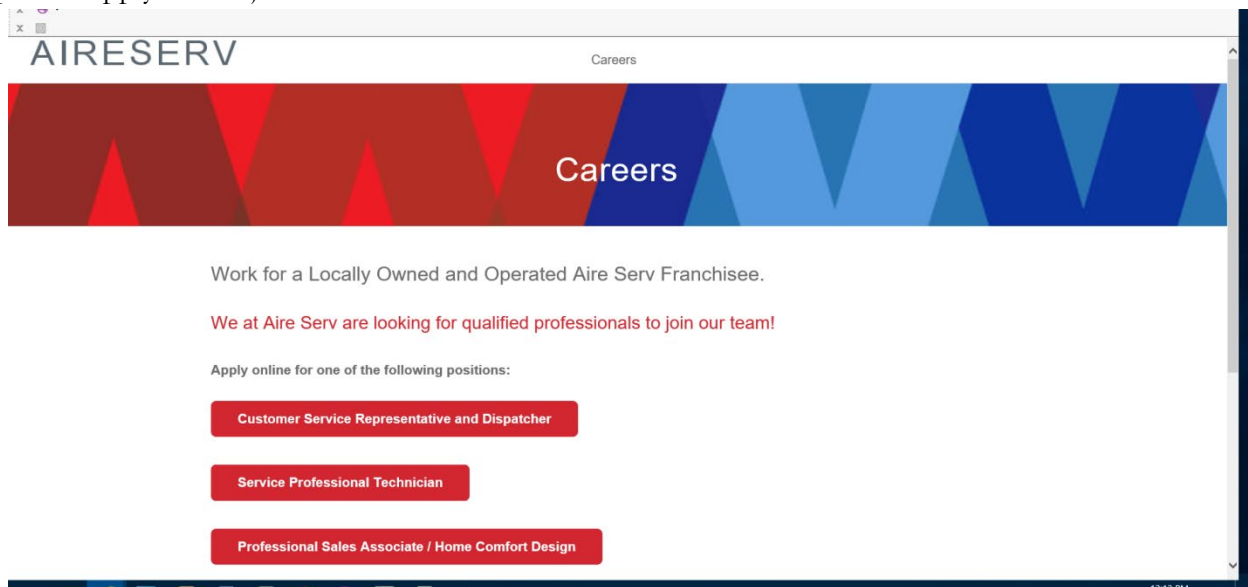 AIRESERV
Careers
Careers
Work for a Locally Owned and Operated Aire Serv Franchisee.
We at Aire Serv are looking for qualified professionals to join our team!
Apply online for one of the following positions:
Customer Service Representative and Dispatcher
Service Professional Technician
Professional Sales Associate / Home Comfort Design